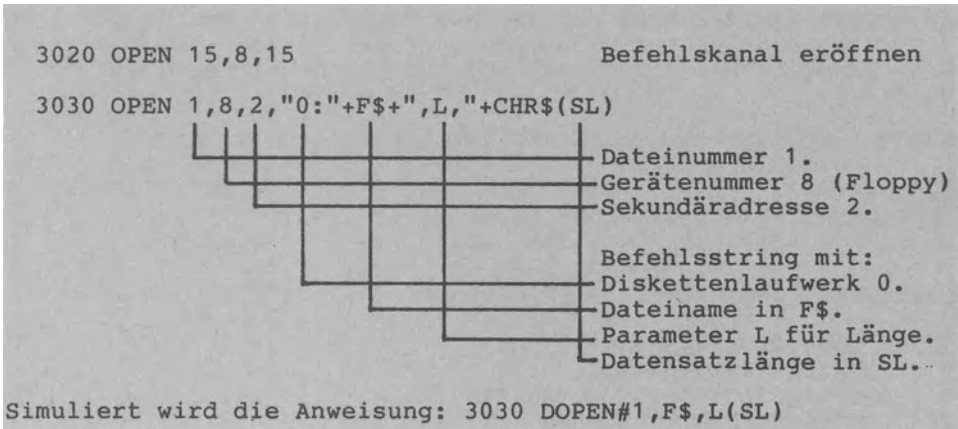 3020 OPEN 15,8,15 Befehlskanal eröffnen
3030 OPEN 1,8,2,"0:"+F$+",L,"+CHR$(SL)
Dateinummer 1.
Gerätenummer 8 (Floppy)
Sekundäradresse 2.
Befehlsstring mit:
Diskettenlaufwerk 0.
Dateiname in F$.
Parameter L für Länge.
Datensatzlänge in SL.
Simuliert wird die Anweisung: 3030 DOPEN#1,F$,L(SL)